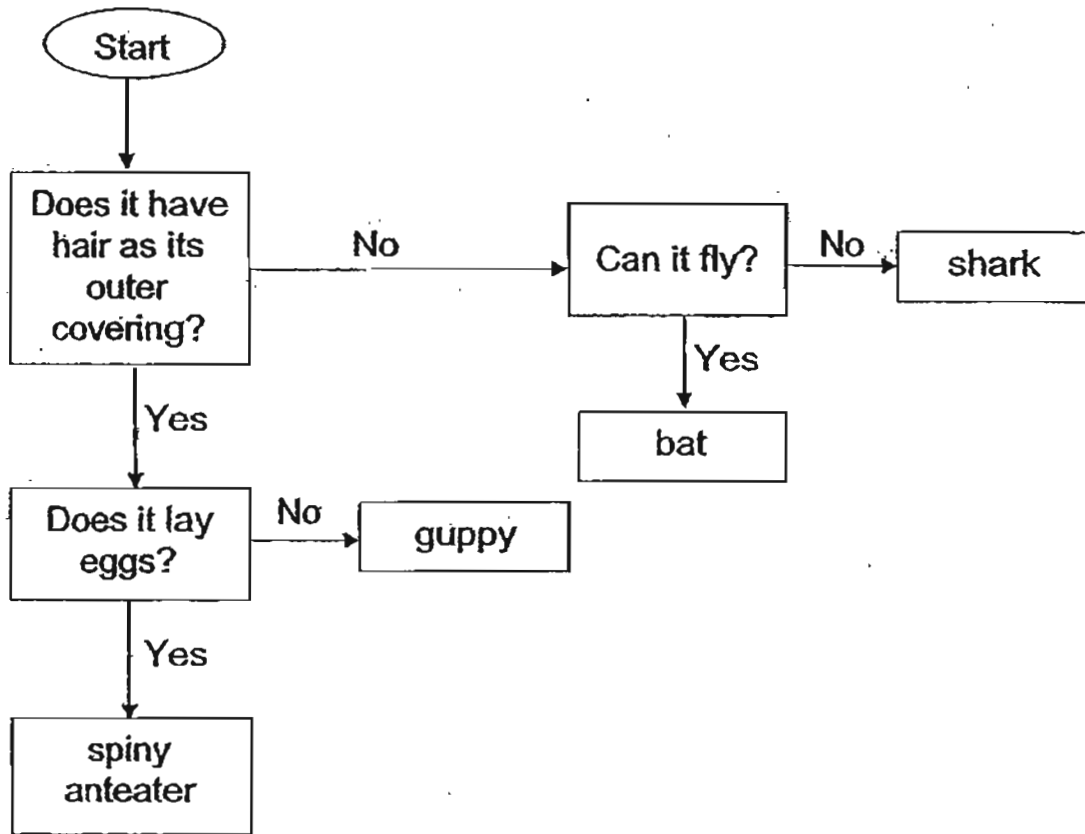 Start
Does it have
hair as its
outer
covering?
No
Can it fly?
No
shark
Yes
bat
Yes
Does it lay
eggs?
No
guppy
Yes
spiny
anteater